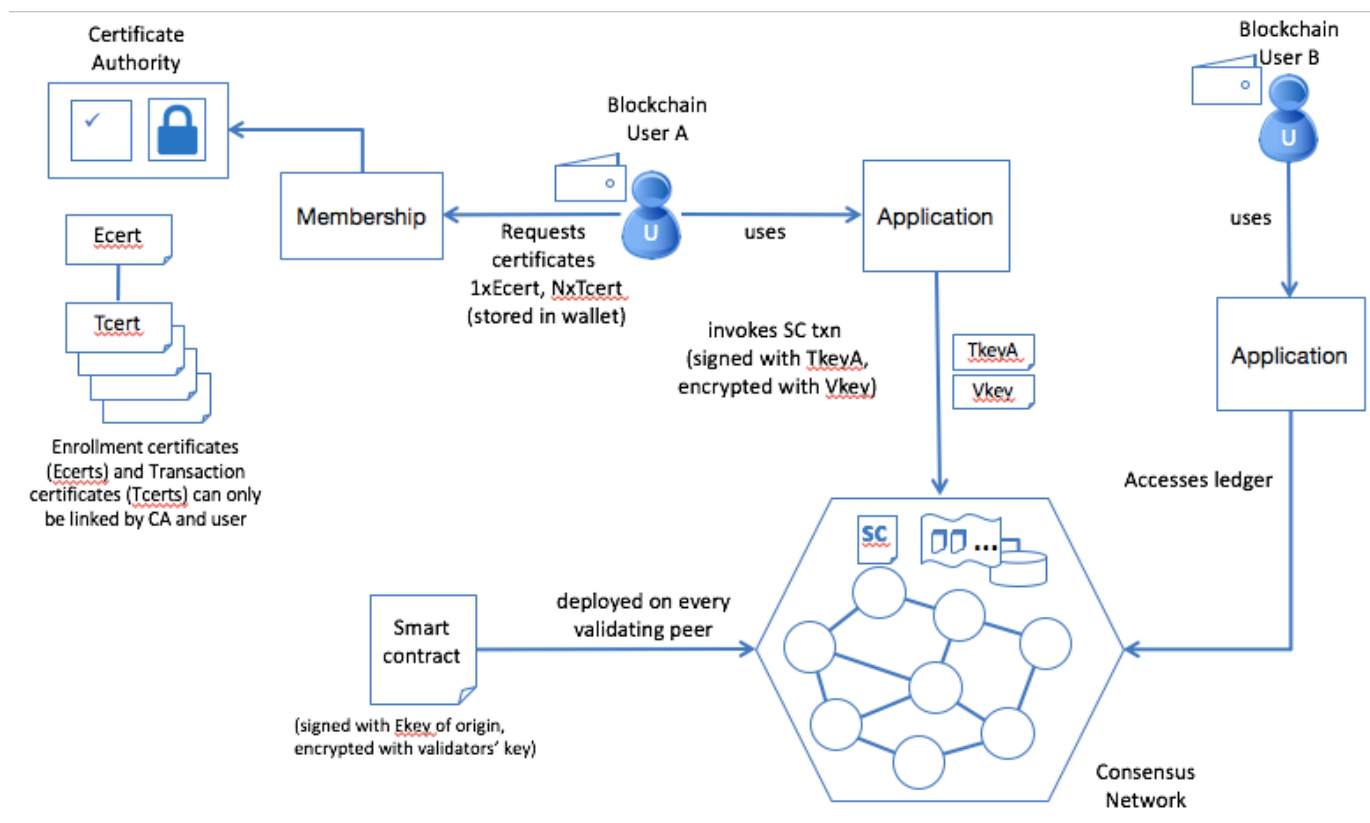 Certificate
Authority
Blockchain
User A
Blockchain
User B
U
Membership
U
Application
Requests
certificates
1xEcert, NxTcert
(stored in wallet)
uses
uses
Ecert
Tcert
Enrollment certificates
(Ecerts) and Transaction
certificates (Tcerts) can only
be linked by CA and user
invokes SC txn
(signed with TkeyA,
encrypted with Vkey)
TkeyA
Vkey
Application
Accesses ledger
SC
...
Smart
contract
deployed on every
validating peer
(signed with Ekey of origin,
encrypted with validators’ key)
Consensus
Network